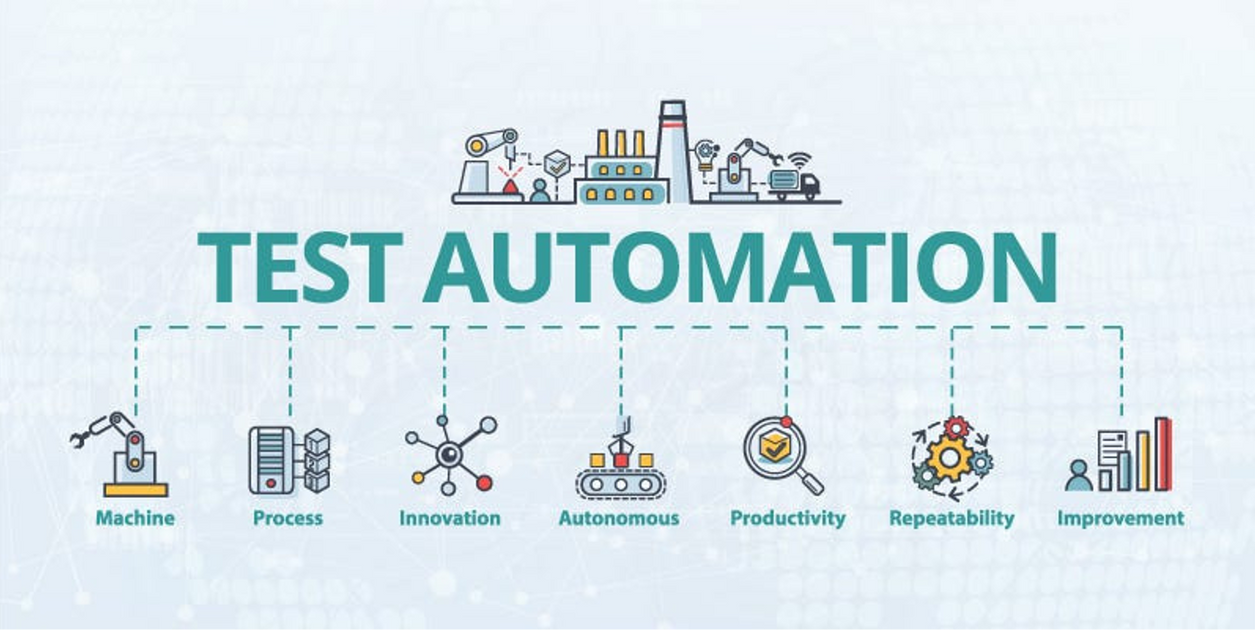 TEST AUTOMATION
Machine
Process
Innovation
Autonomous
Productivity
Repeatability
Improvement